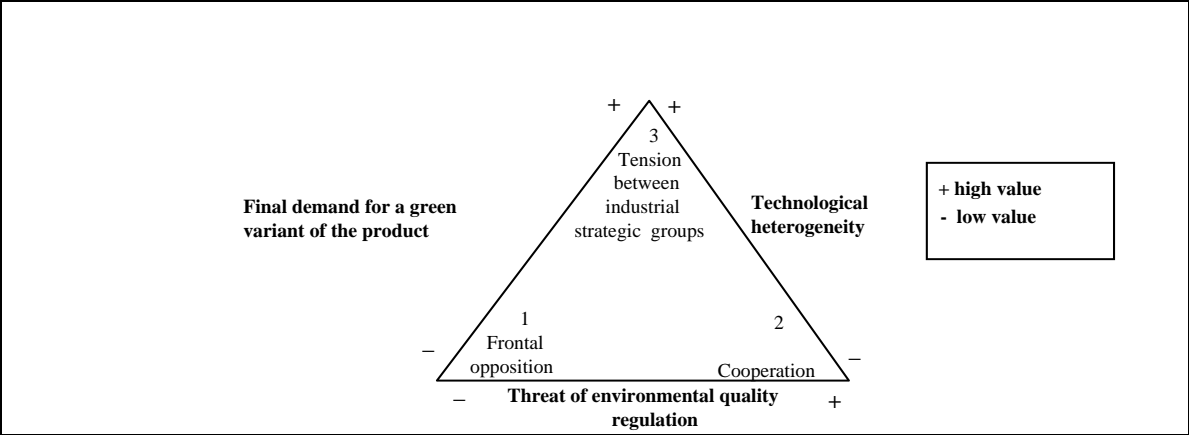 + +
3
Tension
between
industrial
strategic groups
Final demand for a green
variant of the product
Technological
heterogeneity
+ high value
- low value
1
Frontal
opposition
2
Cooperation
– –
– +
Threat of environmental quality
regulation